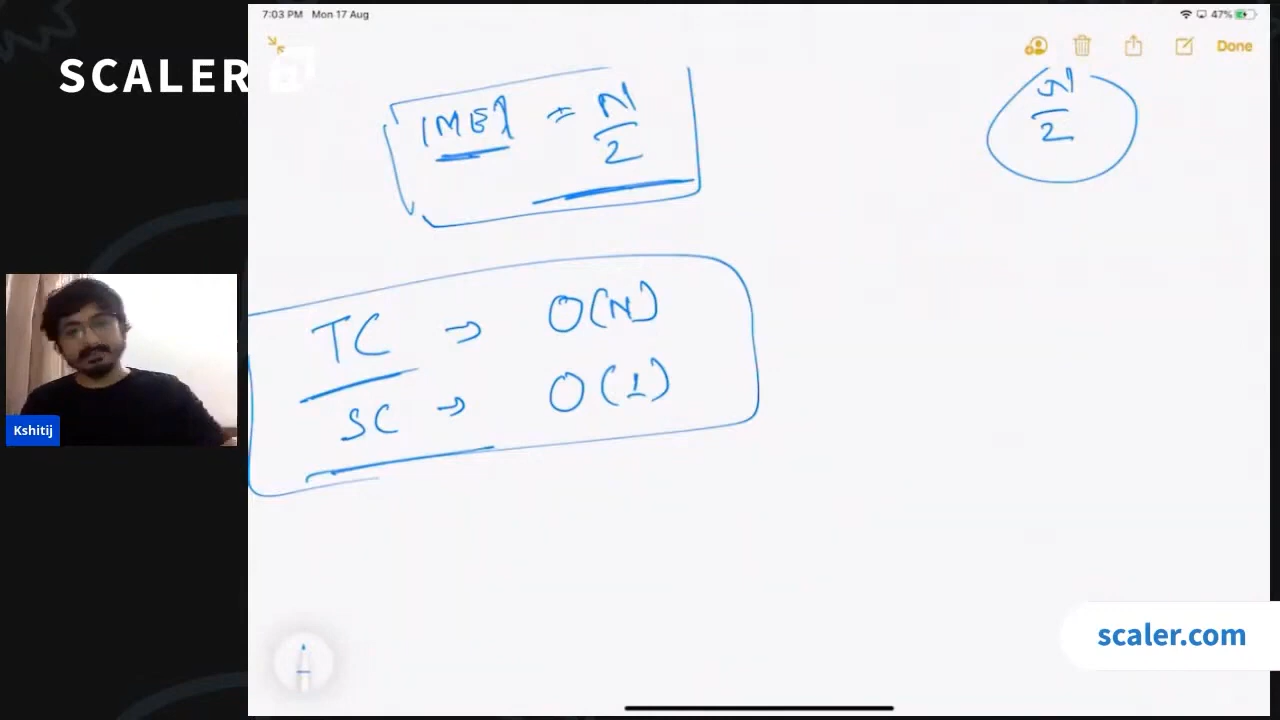 7:03 PM Mon 17 Aug
47%
SCALER
Done
|ME| = N/2
N/2
TC → O(N)
SC → O(1)
Kshitij
scaler.com